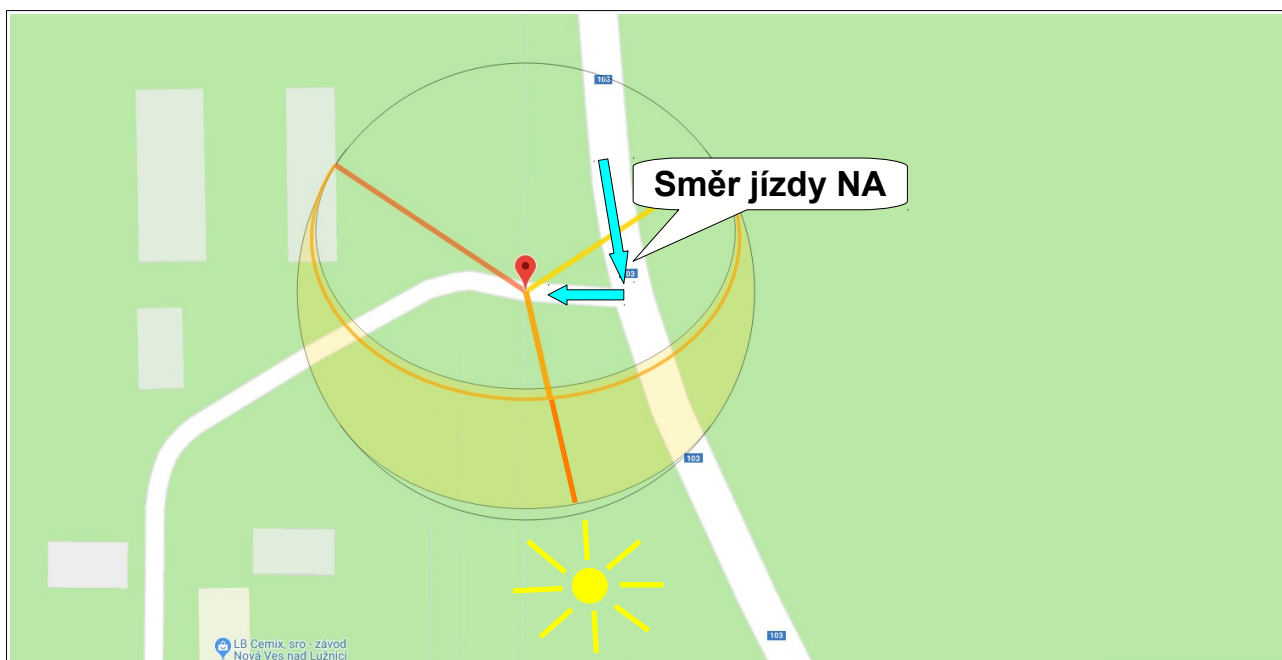 103
Směr jízdy NA
103
103
103
LB Cemix, sro - závod
Nová Ves nad Lužnicí